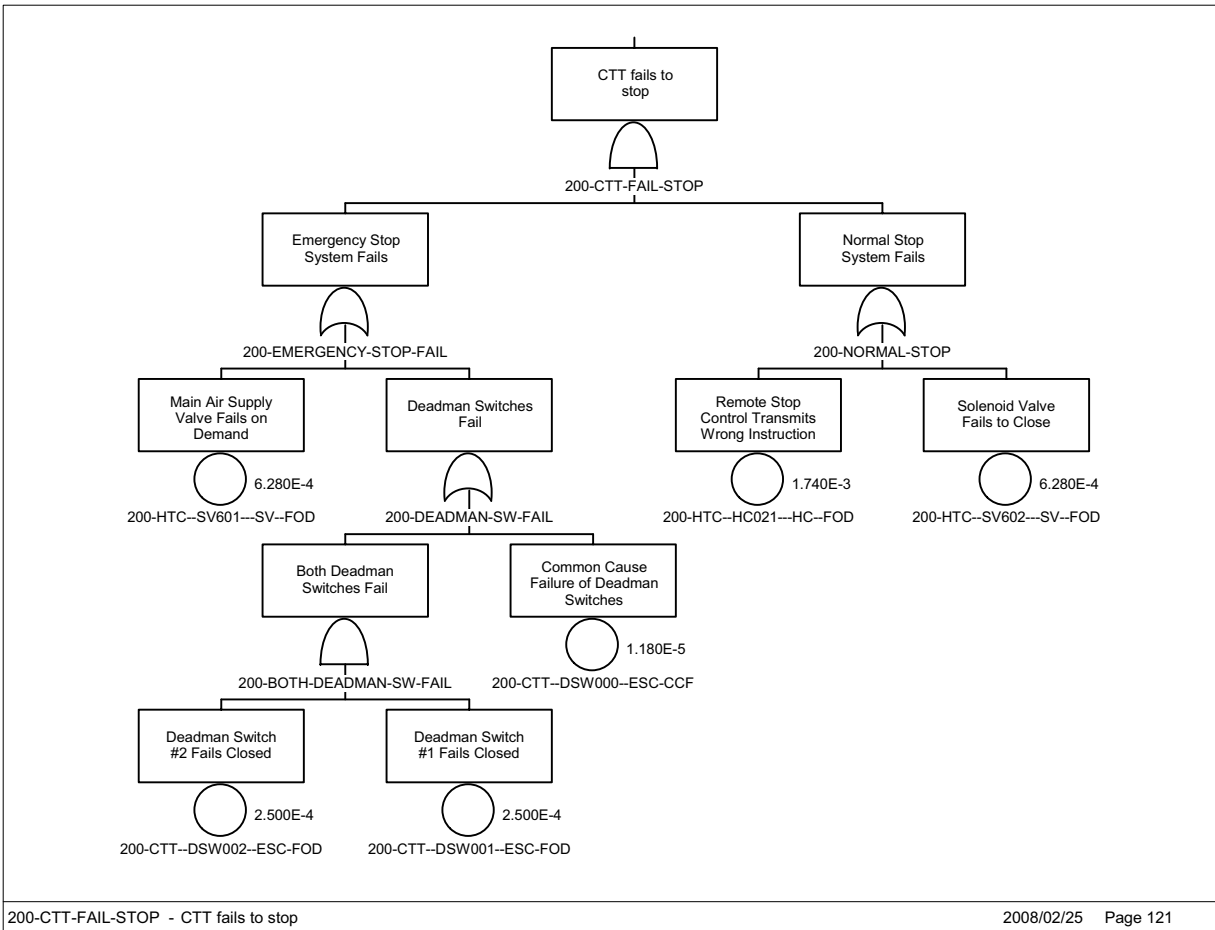 CTT fails to
stop
200-CTT-FAIL-STOP
Emergency Stop
System Fails
Normal Stop
System Fails
200-EMERGENCY-STOP-FAIL
200-NORMAL-STOP
Main Air Supply
Valve Fails on
Demand
Deadman Switches
Fail
Remote Stop
Control Transmits
Wrong Instruction
Solenoid Valve
Fails to Close
6.280E-4
1.740E-3
6.280E-4
200-HTC--SV601---SV--FOD
200-DEADMAN-SW-FAIL
200-HTC--HC021---HC--FOD
200-HTC--SV602---SV--FOD
Both Deadman
Switches Fail
Common Cause
Failure of Deadman
Switches
1.180E-5
200-BOTH-DEADMAN-SW-FAIL
200-CTT--DSW000--ESC-CCF
Deadman Switch
#2 Fails Closed
Deadman Switch
#1 Fails Closed
2.500E-4
2.500E-4
200-CTT--DSW002--ESC-FOD
200-CTT--DSW001--ESC-FOD
200-CTT-FAIL-STOP - CTT fails to stop
2008/02/25 Page 121